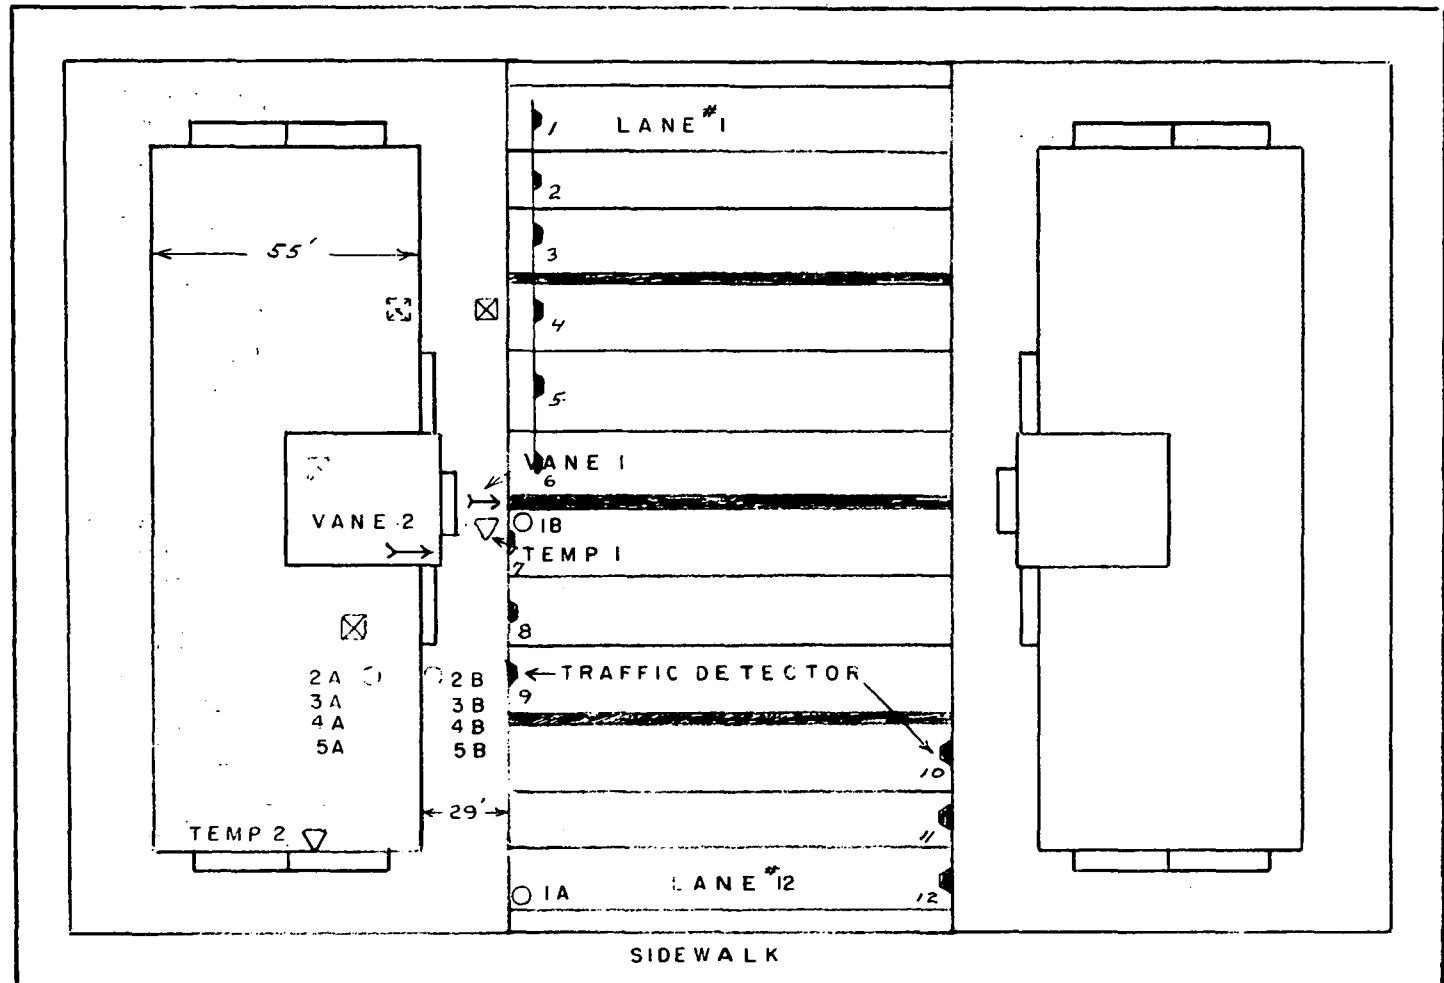 1 LANE #1
2
3
55'
4
5
VANE 1
6
VANE 2
1B
TEMP 1
7
8
TRAFFIC DETECTOR
2A 2B
9
3A 3B
4A 4B
5A 5B
10
29'
TEMP 2
11
LANE #12
1A
12
SIDEWALK